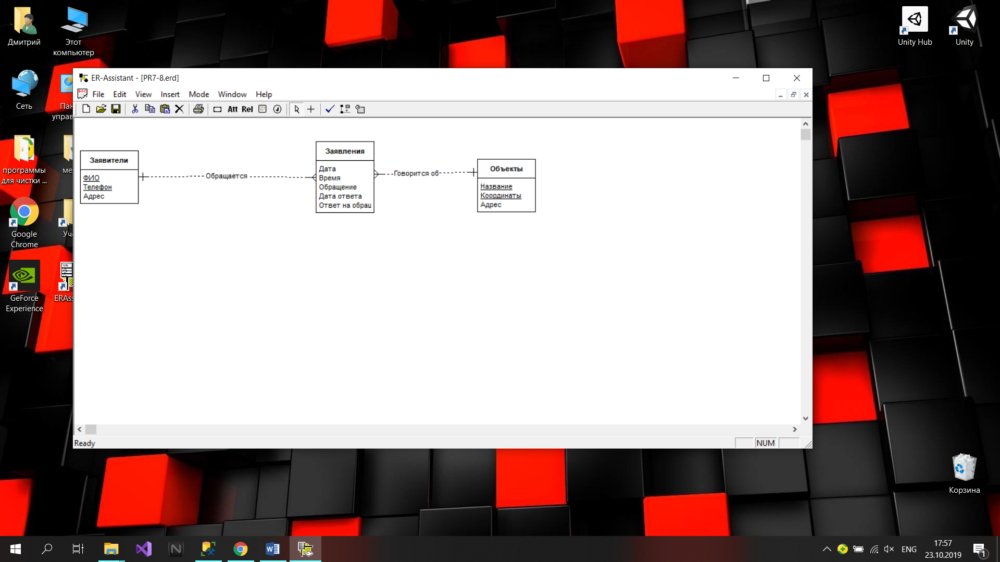 Дмитрий
Этот
компьютер
Unity Hub
Unity
ER-Assistant - [PR7-8.erd]
DOC
File
Edit
View
Insert
Mode
Window
Help
Att
Rel
J
Сеть
Пан
управ
программы
для чистки ...
ме
Google
Chrome
Уч
GeForce
Experience
ERAss
Заявители
ФИО
Телефон
Адрес
Обращается
Заявления
Дата
Время
Обращение
Дата ответа
Ответ на обращ
Говорится об
Объекты
Название
Координаты
Адрес
Ready
NUM
Корзина
ENG
17:57
23.10.2019
1